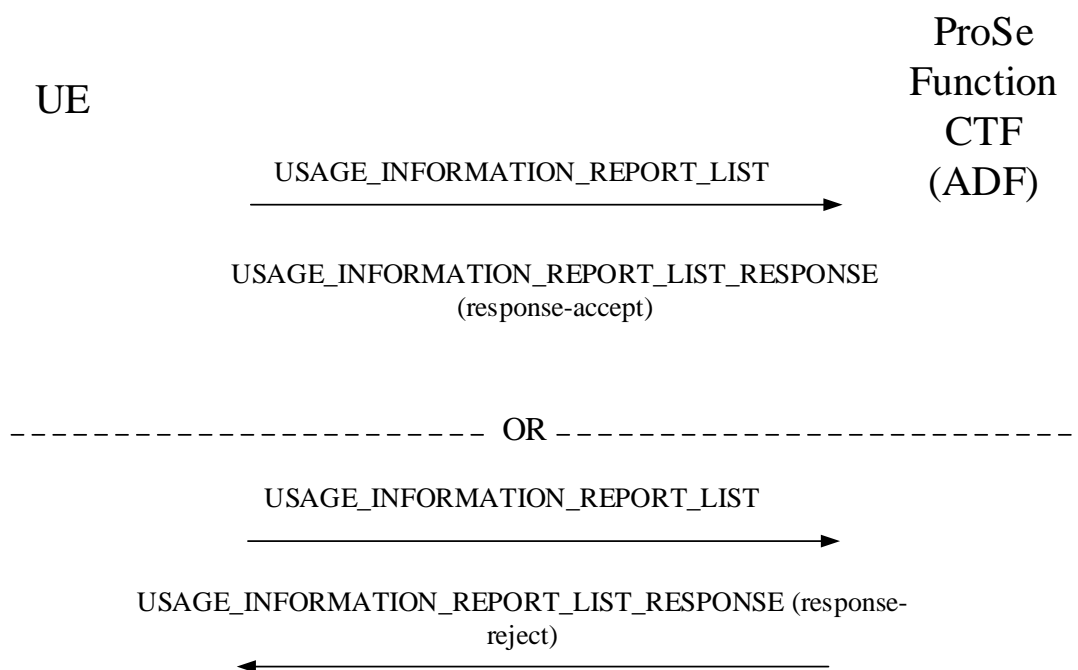 ProSe
Function
CTF
(ADF)
UE
USAGE_INFORMATION_REPORT_LIST
USAGE_INFORMATION_REPORT_LIST_RESPONSE
(response-accept)
OR
USAGE_INFORMATION_REPORT_LIST
USAGE_INFORMATION_REPORT_LIST_RESPONSE (response-
reject)